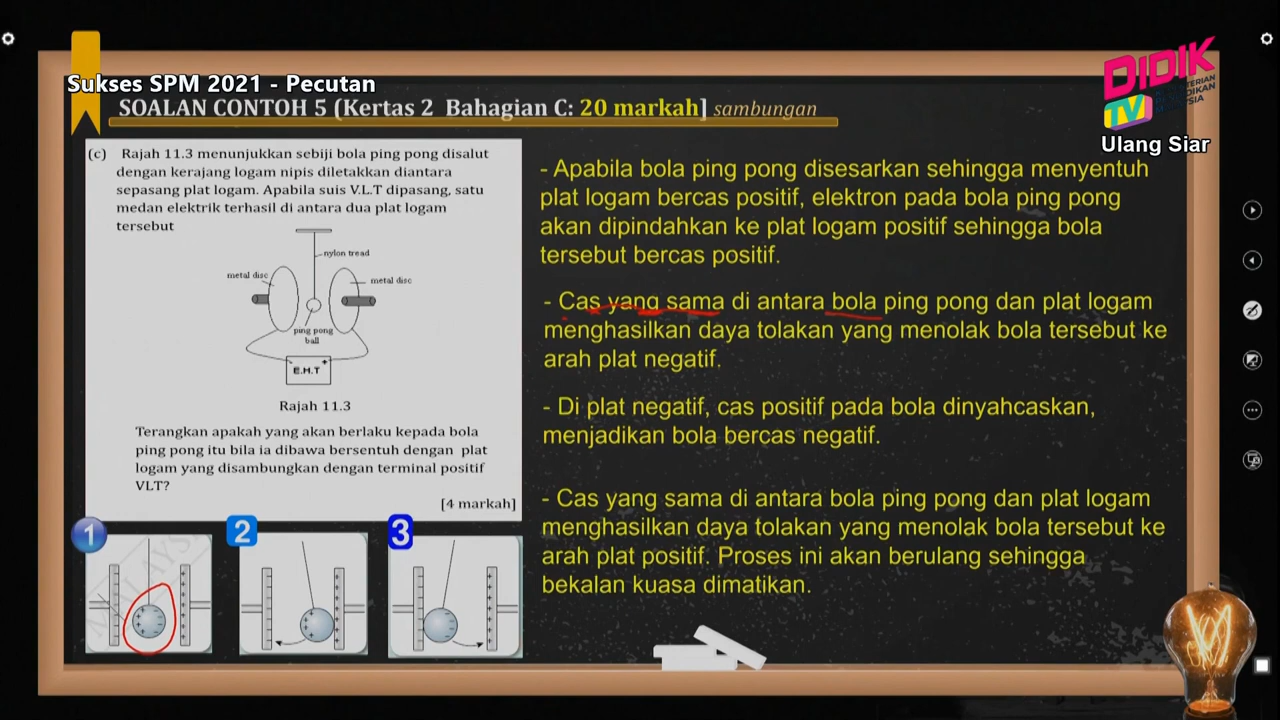 Sukses SPM 2021 - Pecutan
SOALAN CONTOH 5 (Kertas 2 Bahagian C: 20 markah] sambungan
DIDIK
TV
Ulang Siar
(c) Rajah 11.3 menunjukkan sebiji bola ping pong disalut
dengan kerajang logam nipis diletakkan diantara
sepasang plat logam. Apabila suis V.L.T dipasang, satu
medan elektrik terhasil di antara dua plat logam
tersebut
nylon tread
metal disc
metal disc
ping pong
ball
E.H.T
Rajah 11.3
Terangkan apakah yang akan berlaku kepada bola
ping pong itu bila ia dibawa bersentuh dengan plat
logam yang disambungkan dengan terminal positif
VLT?
[4 markah]
1
2
3
- Apabila bola ping pong disesarkan sehingga menyentuh
plat logam bercas positif, elektron pada bola ping pong
akan dipindahkan ke plat logam positif sehingga bola
tersebut bercas positif.
- Cas yang sama di antara bola ping pong dan plat logam
menghasilkan daya tolakan yang menolak bola tersebut ke
arah plat negatif.
- Di plat negatif, cas positif pada bola dinyahcaskan,
menjadikan bola bercas negatif.
- Cas yang sama di antara bola ping pong dan plat logam
menghasilkan daya tolakan yang menolak bola tersebut ke
arah plat positif. Proses ini akan berulang sehingga
bekalan kuasa dimatikan.